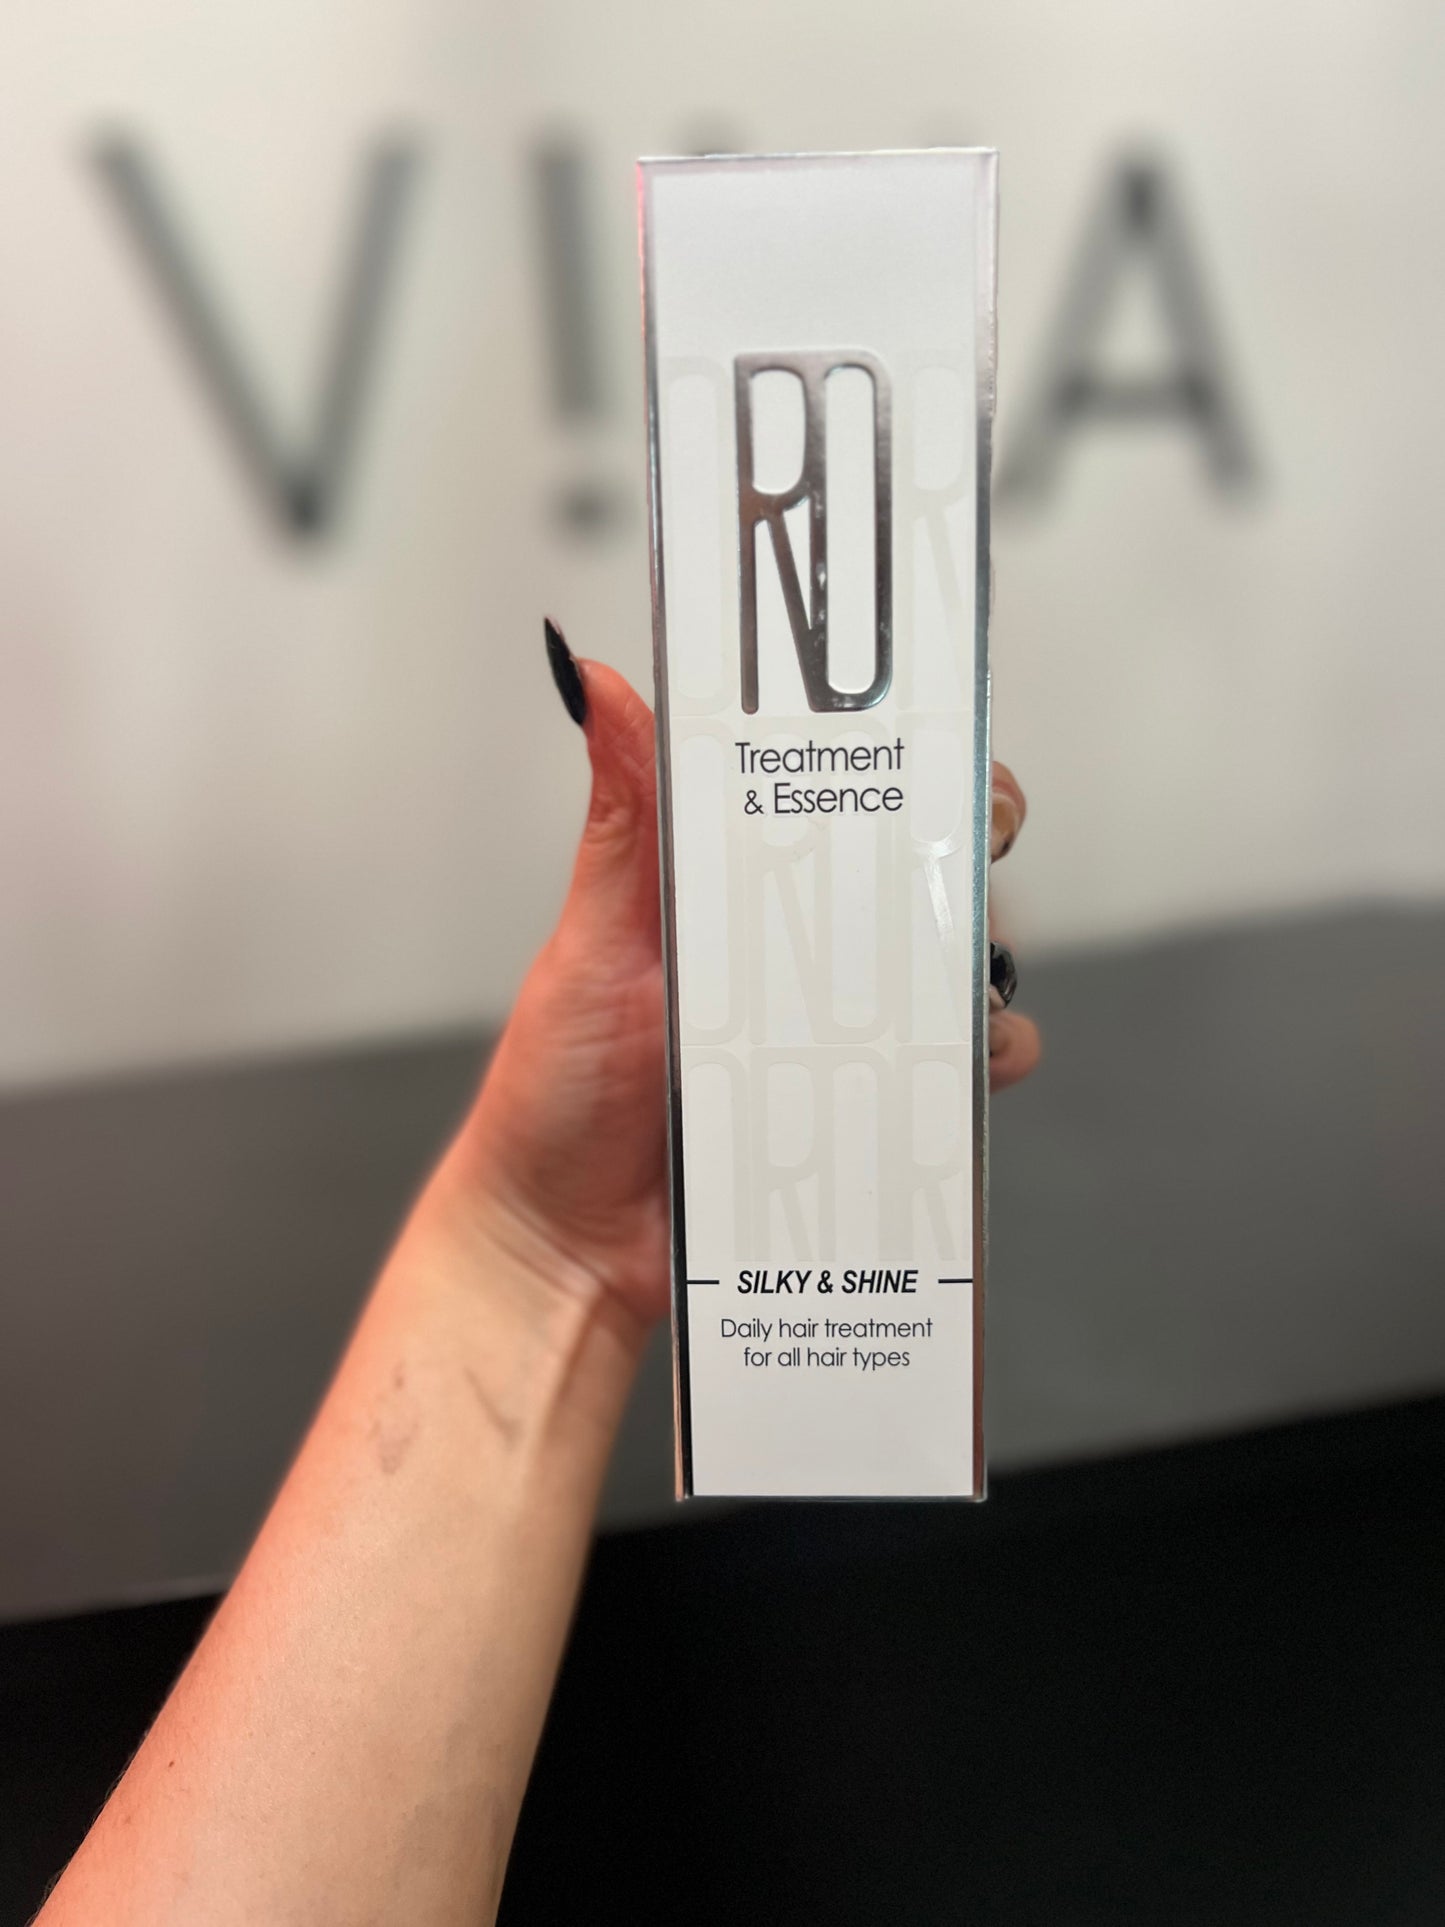 RD
Treatment
& Essence
SILKY & SHINE
Daily hair treatment
for all hair types